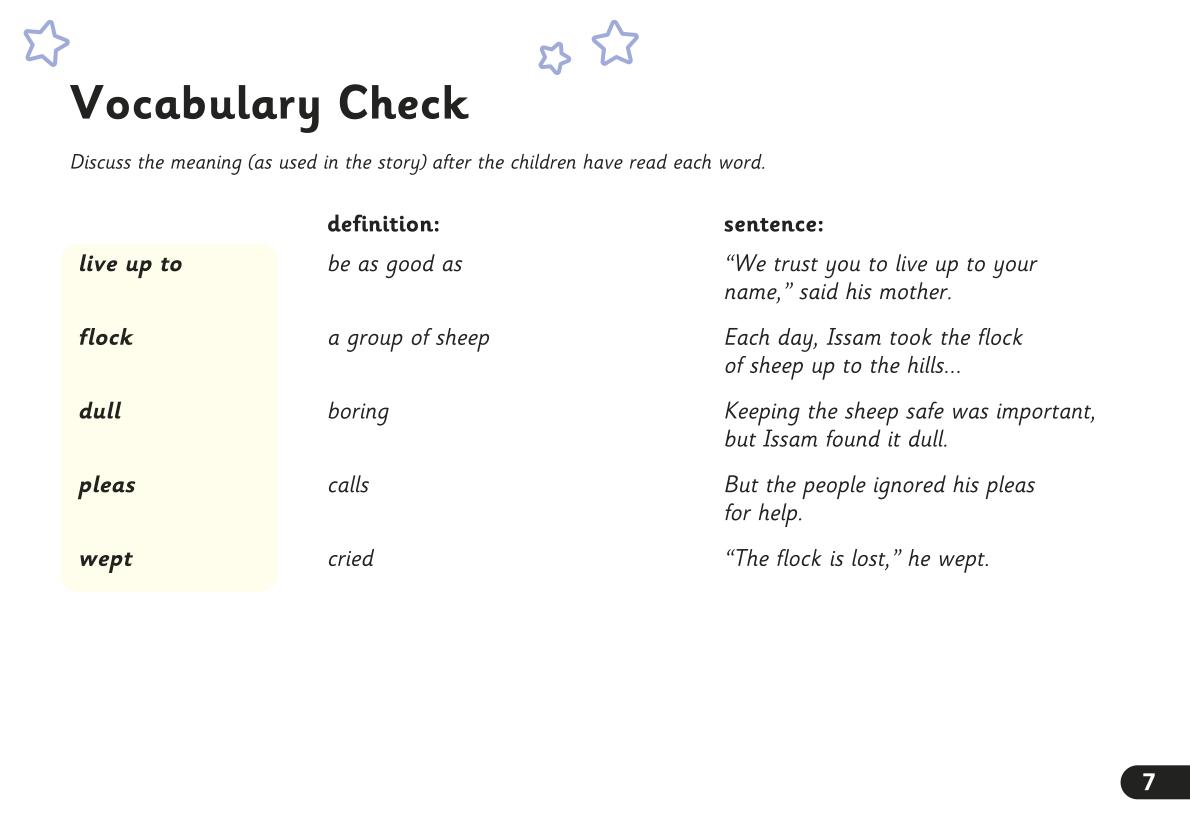 Vocabulary Check
Discuss the meaning (as used in the story) after the children have read each word.
definition: sentence:
live up to be as good as “We trust you to live up to your
name,” said his mother.
flock a group of sheep Each day, Issam took the flock
of sheep up to the hills...
dull boring Keeping the sheep safe was important,
but Issam found it dull.
pleas calls But the people ignored his pleas
for help.
wept cried “The flock is lost,” he wept.
7